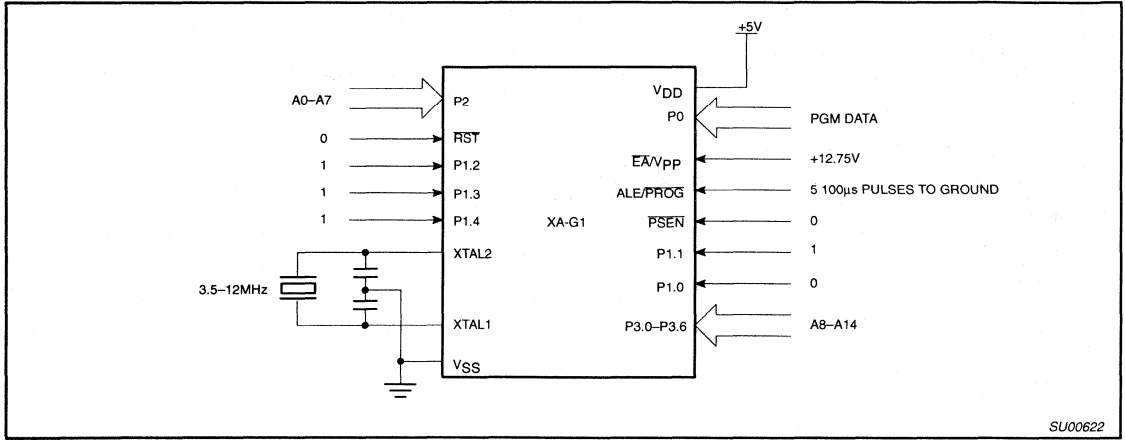 +5V
A0–A7
P2
VDD
P0
PGM DATA
0
RST
1
P1.2
EA/VPP
+12.75V
1
P1.3
ALE/PROG
5 100µs PULSES TO GROUND
1
P1.4
XA-G1
PSEN
0
XTAL2
P1.1
1
3.5–12MHz
P1.0
0
XTAL1
P3.0–P3.6
A8–A14
VSS
SU00622